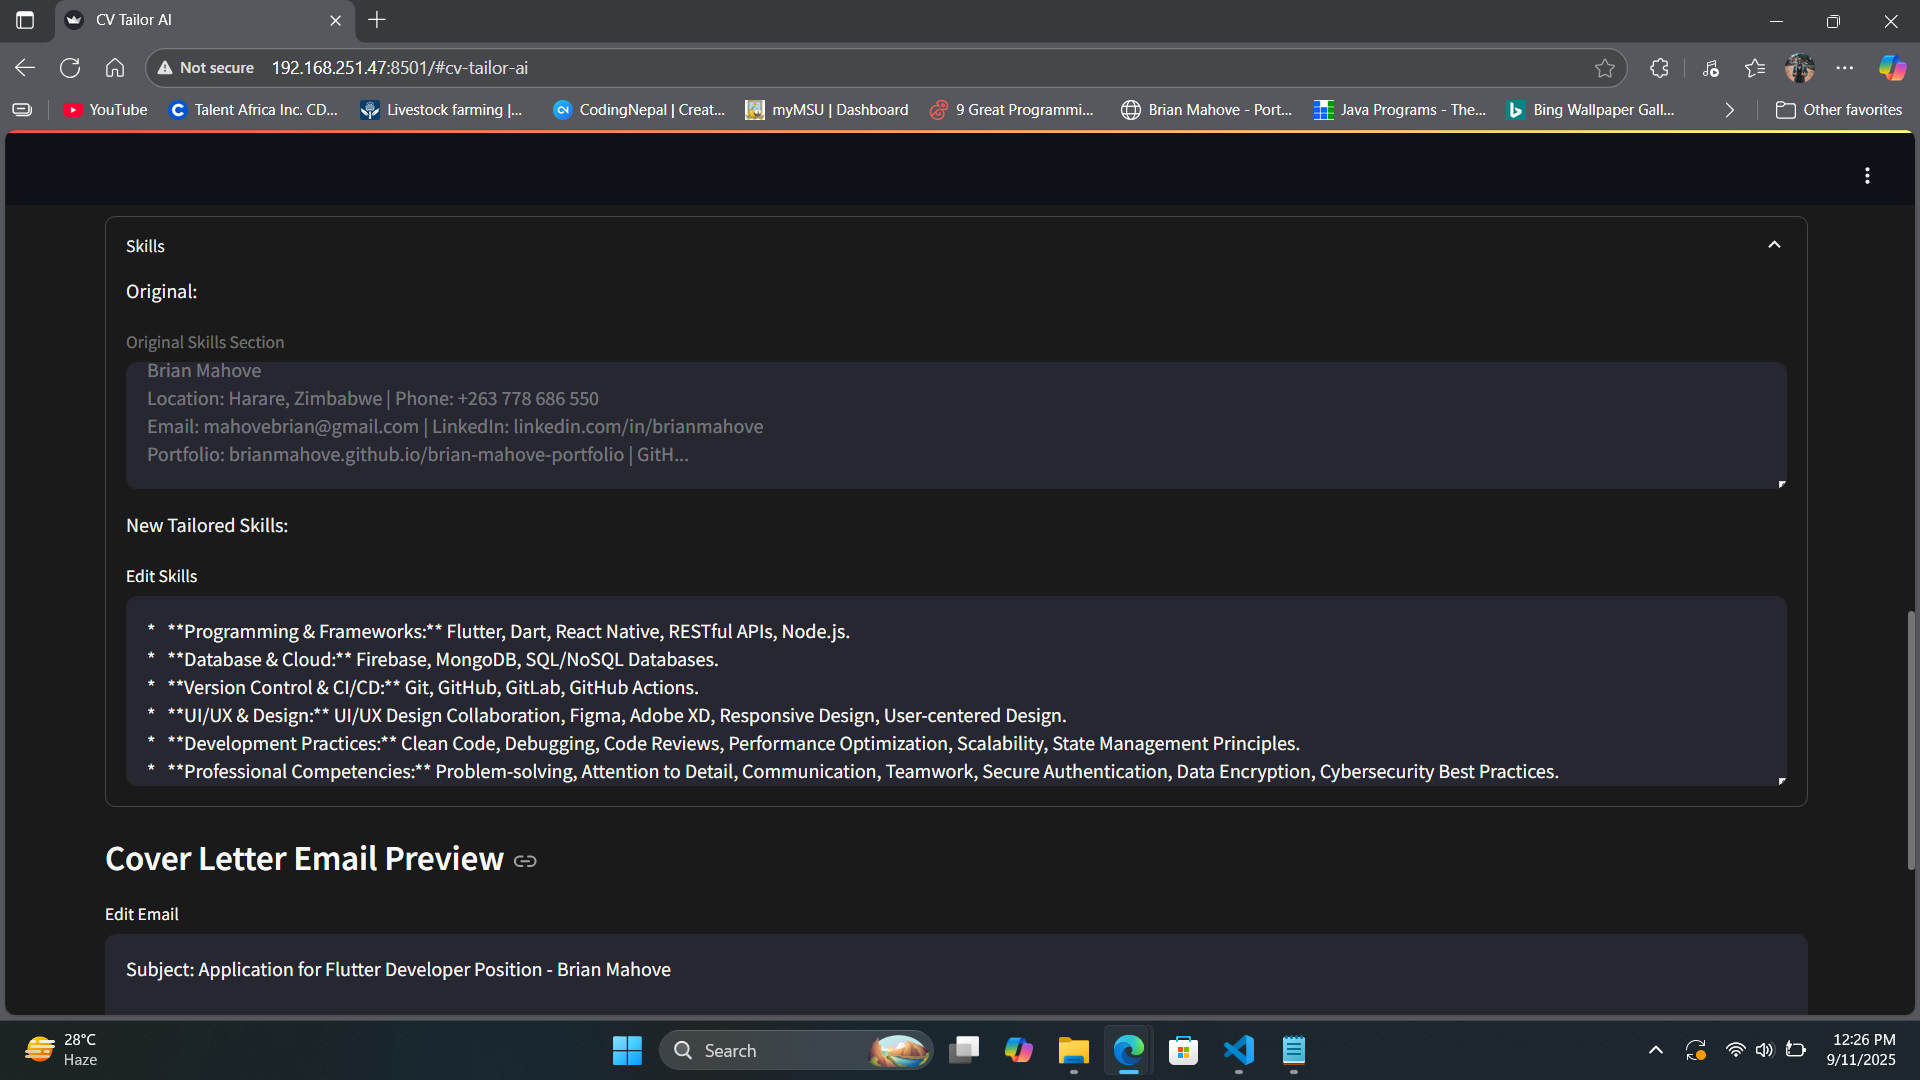 CV Tailor AI
Not secure 192.168.251.47:8501/#cv-tailor-ai
YouTube
Talent Africa Inc. CD...
Livestock farming |...
CodingNepal | Creat...
myMSU | Dashboard
9 Great Programmi...
Brian Mahove - Port...
Java Programs - The...
Bing Wallpaper Gall...
Other favorites
Skills
Original:
Original Skills Section
Brian Mahove
Location: Harare, Zimbabwe | Phone: +263 778 686 550
Email: mahovebrian@gmail.com | LinkedIn: linkedin.com/in/brianmahove
Portfolio: brianmahove.github.io/brian-mahove-portfolio | GitH...
New Tailored Skills:
Edit Skills
*   **Programming & Frameworks:** Flutter, Dart, React Native, RESTful APIs, Node.js.
*   **Database & Cloud:** Firebase, MongoDB, SQL/NoSQL Databases.
*   **Version Control & CI/CD:** Git, GitHub, GitLab, GitHub Actions.
*   **UI/UX & Design:** UI/UX Design Collaboration, Figma, Adobe XD, Responsive Design, User-centered Design.
*   **Development Practices:** Clean Code, Debugging, Code Reviews, Performance Optimization, Scalability, State Management Principles.
*   **Professional Competencies:** Problem-solving, Attention to Detail, Communication, Teamwork, Secure Authentication, Data Encryption, Cybersecurity Best Practices.
Cover Letter Email Preview
Edit Email
Subject: Application for Flutter Developer Position - Brian Mahove
28°C
Haze
Search
12:26 PM
9/11/2025